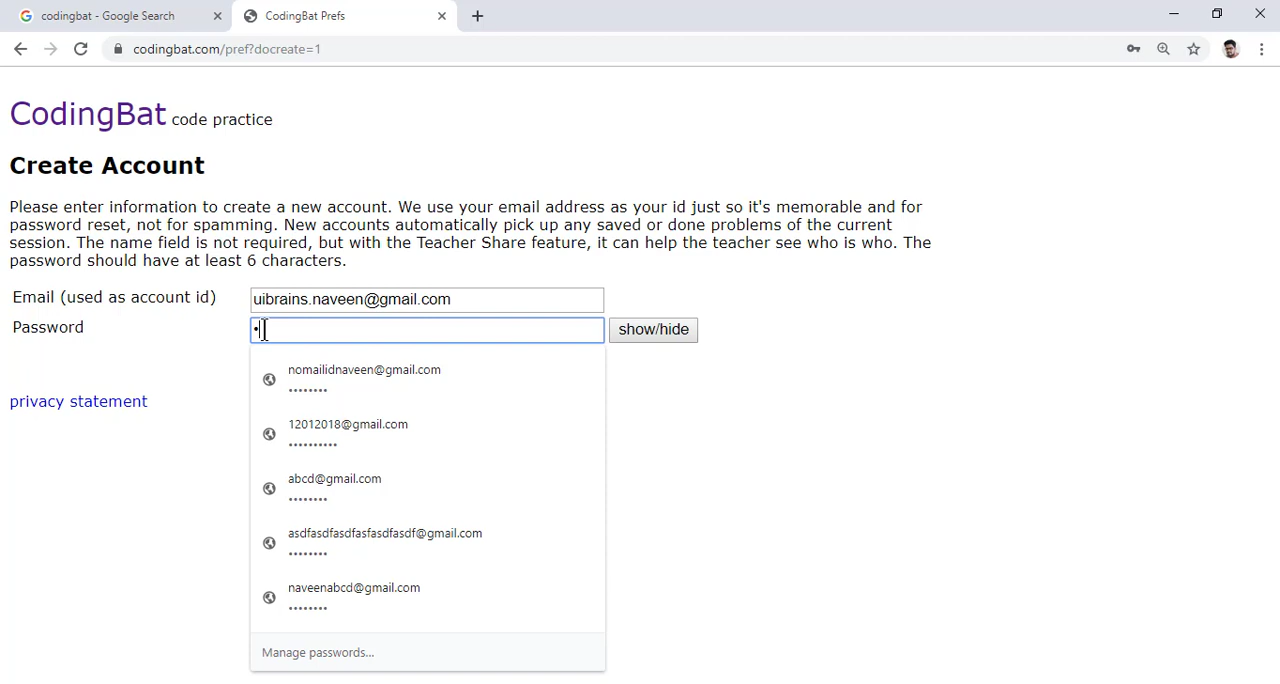 codingbat - Google Search
CodingBat Prefs
codingbat.com/pref?docreate=1
CodingBat code practice
Create Account
Please enter information to create a new account. We use your email address as your id just so it's memorable and for
password reset, not for spamming. New accounts automatically pick up any saved or done problems of the current
session. The name field is not required, but with the Teacher Share feature, it can help the teacher see who is who. The
password should have at least 6 characters.
Email (used as account id) uibrains.naveen@gmail.com
Password • show/hide
nomailidnaveen@gmail.com
••••••••
12012018@gmail.com
••••••••••
abcd@gmail.com
••••••••
asdfasdfasdfasfasdfasdf@gmail.com
••••••••
naveenabcd@gmail.com
••••••••
privacy statement
Manage passwords...